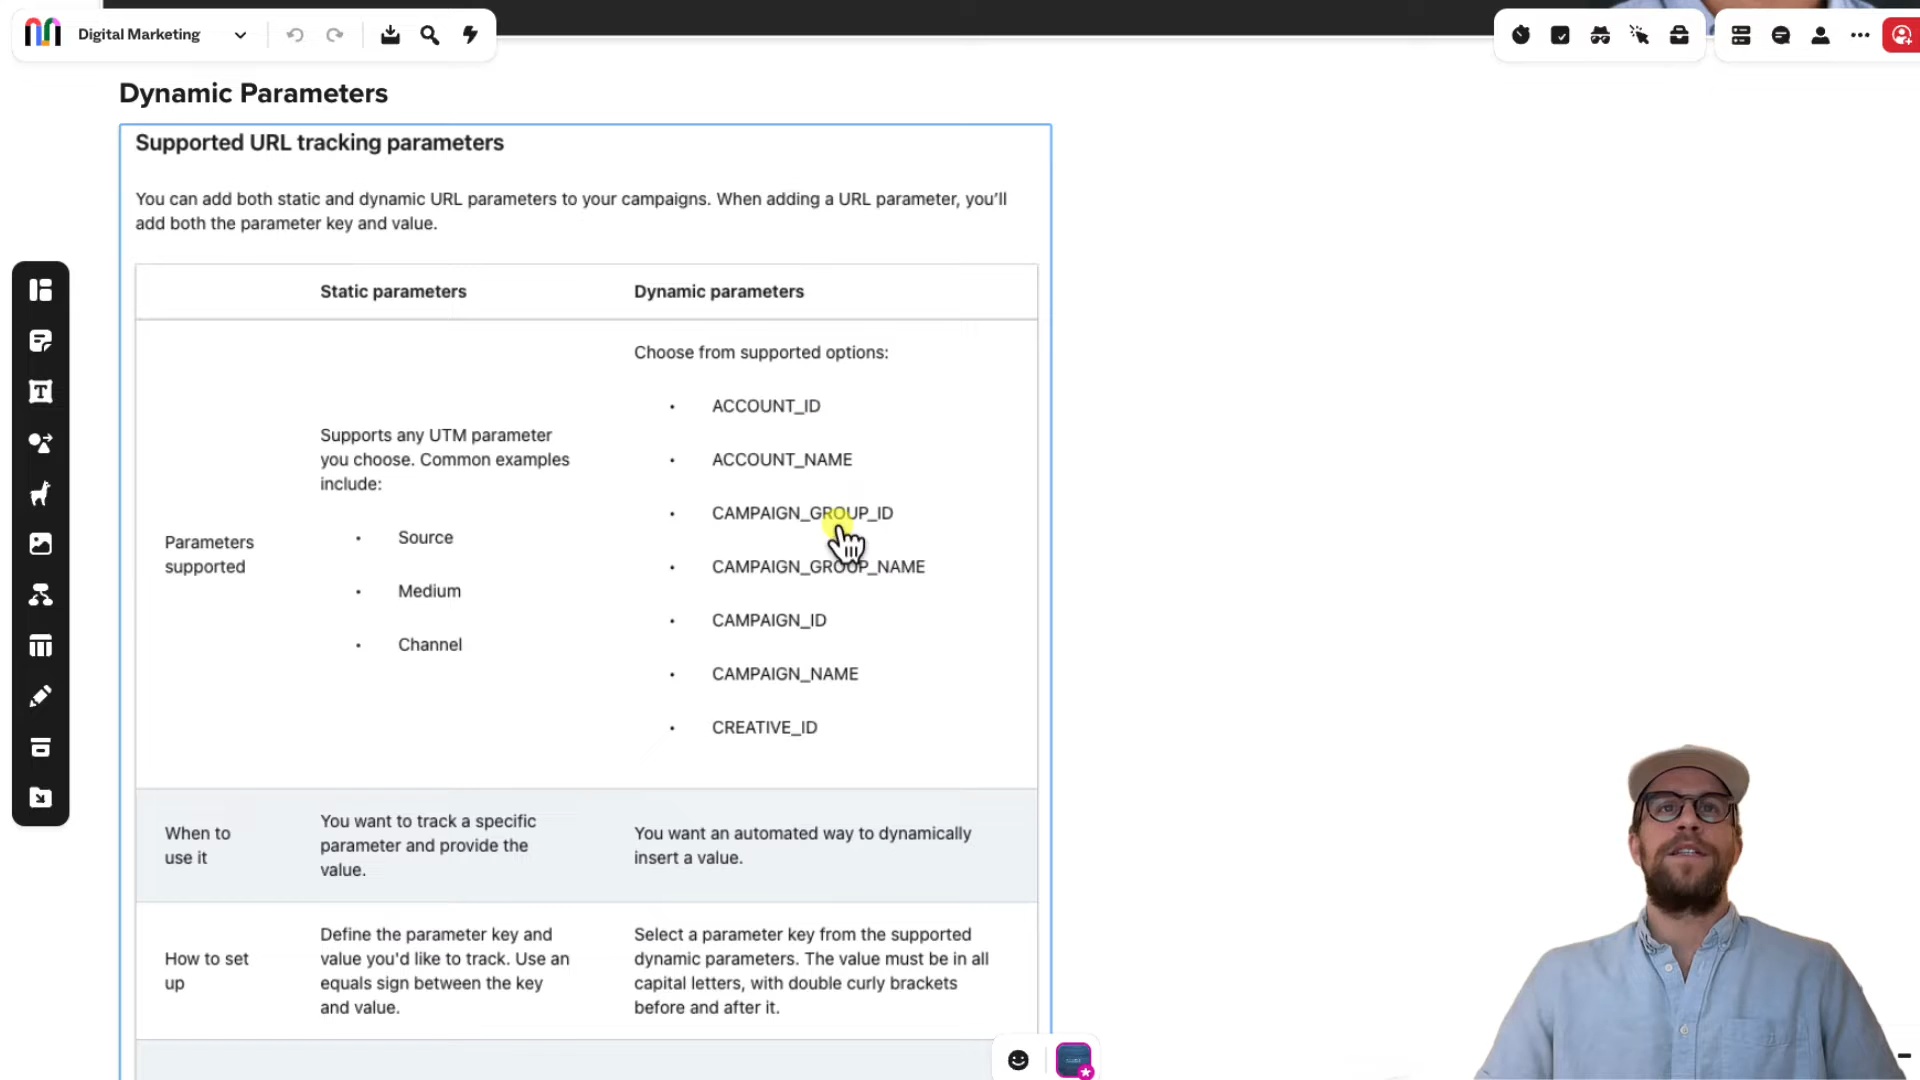 Digital Marketing
Dynamic Parameters
Supported URL tracking parameters
You can add both static and dynamic URL parameters to your campaigns. When adding a URL parameter, you'll
add both the parameter key and value.
Static parameters
Dynamic parameters
Parameters
supported
Supports any UTM parameter
you choose. Common examples
include:
• Source
• Medium
• Channel
Choose from supported options:
• ACCOUNT_ID
• ACCOUNT_NAME
• CAMPAIGN_GROUP_ID
• CAMPAIGN_GROUP_NAME
• CAMPAIGN_ID
• CAMPAIGN_NAME
• CREATIVE_ID
When to
use it
You want to track a specific
parameter and provide the
value.
You want an automated way to dynamically
insert a value.
How to set
up
Define the parameter key and
value you'd like to track. Use an
equals sign between the key
and value.
Select a parameter key from the supported
dynamic parameters. The value must be in all
capital letters, with double curly brackets
before and after it.